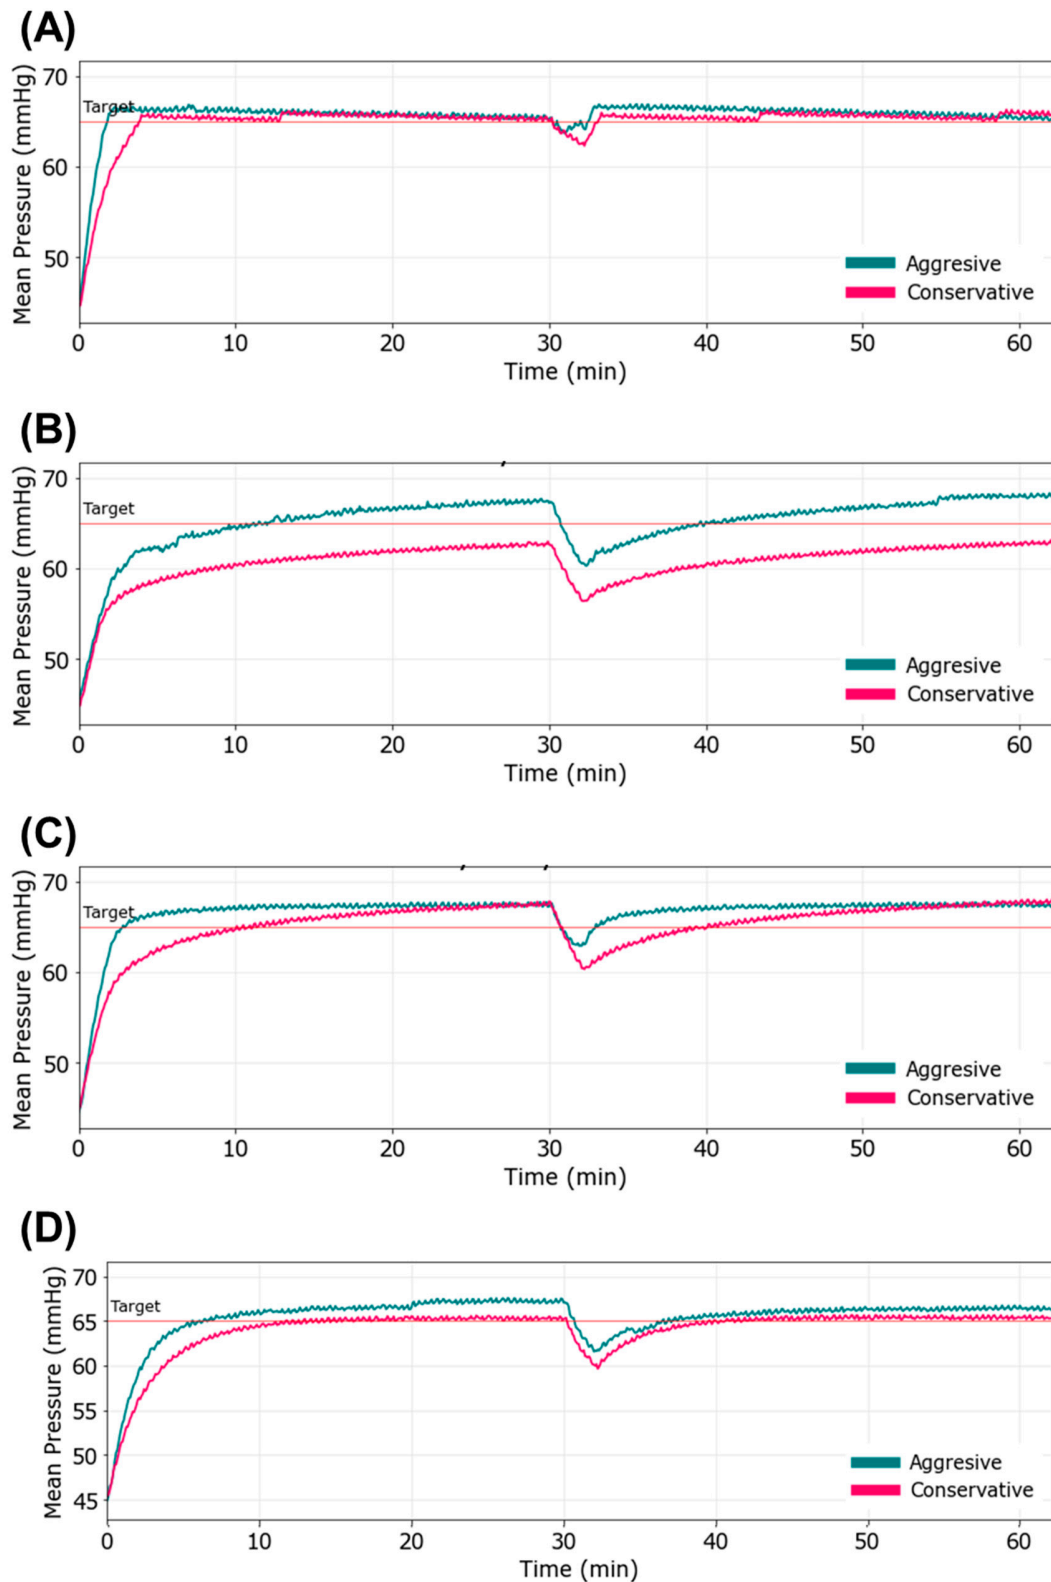 (A)
70
Target
60
50
Mean Pressure (mmHg)
Aggresive
Conservative
0 10 20 30 40 50 60
Time (min)
(B)
70
Target
60
50
Mean Pressure (mmHg)
Aggresive
Conservative
0 10 20 30 40 50 60
Time (min)
(C)
70
Target
60
50
Mean Pressure (mmHg)
Aggresive
Conservative
0 10 20 30 40 50 60
Time (min)
(D)
70
Target
65
60
55
50
45
Mean Pressure (mmHg)
Aggresive
Conservative
0 10 20 30 40 50 60
Time (min)